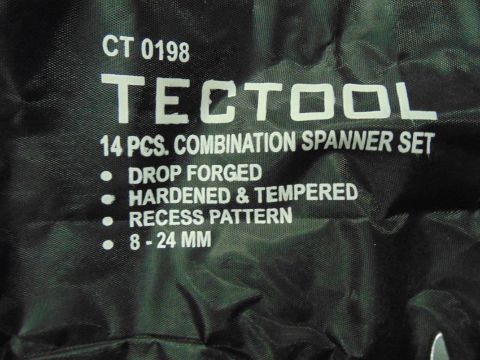 CT 0198
TECTOOL
14 PCS. COMBINATION SPANNER SET
• DROP FORGED
• HARDENED & TEMPERED
• RECESS PATTERN
• 8 - 24 MM